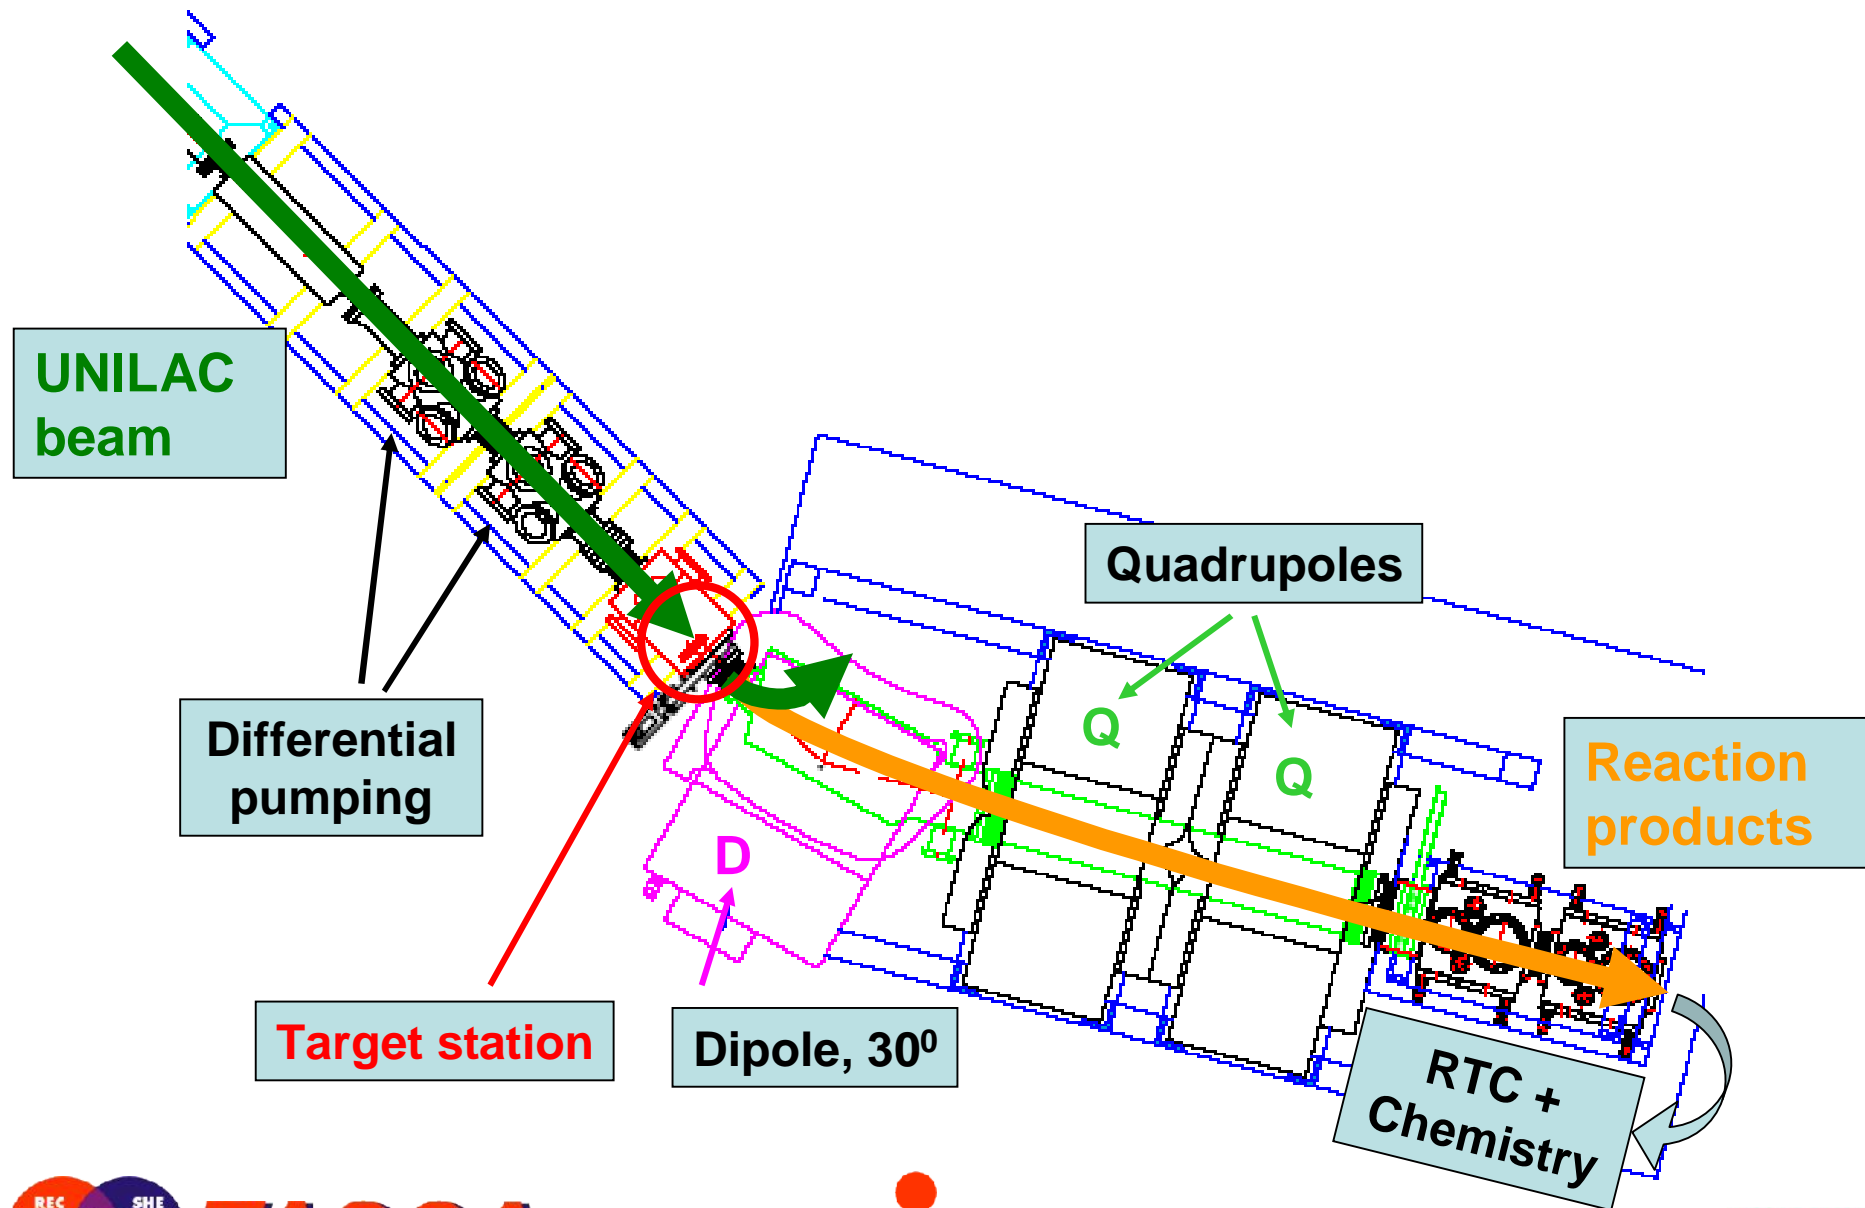 UNILAC
beam
Quadrupoles
Q
Q
Differential
pumping
Reaction
products
D
Target station
Dipole, 30⁰
RTC +
Chemistry
REC
SHE